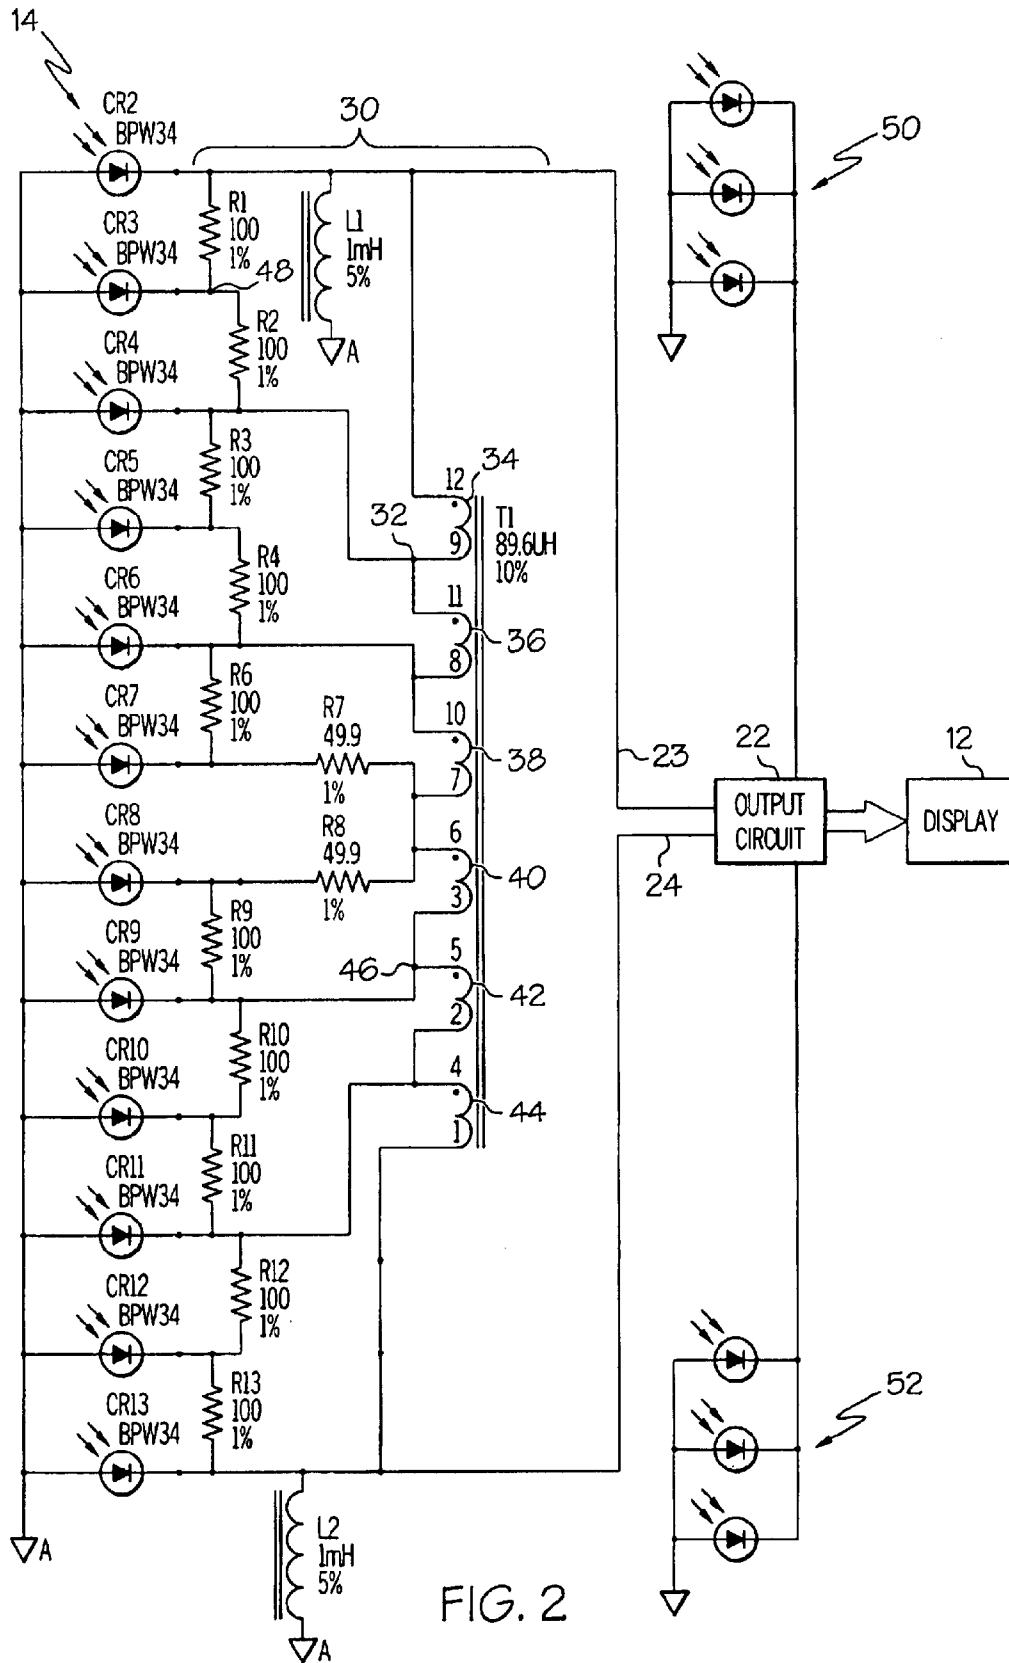 14
CR2
BPW34
30
50
R1
100
1%
L1
1mH
5%
CR3
BPW34
48
A
R2
100
1%
CR4
BPW34
R3
100
1%
CR5
BPW34
12
34
T1
89.6UH
10%
32
9
R4
100
1%
CR6
BPW34
11
36
8
R6
100
1%
CR7
BPW34
R7
49.9
1%
10
38
7
23
22
OUTPUT
CIRCUIT
12
DISPLAY
24
CR8
BPW34
R8
49.9
1%
6
40
3
R9
100
1%
CR9
BPW34
46
5
42
2
R10
100
1%
CR10
BPW34
4
44
1
R11
100
1%
CR11
BPW34
R12
100
1%
CR12
BPW34
R13
100
1%
CR13
BPW34
52
A
L2
1mH
5%
A
FIG. 2